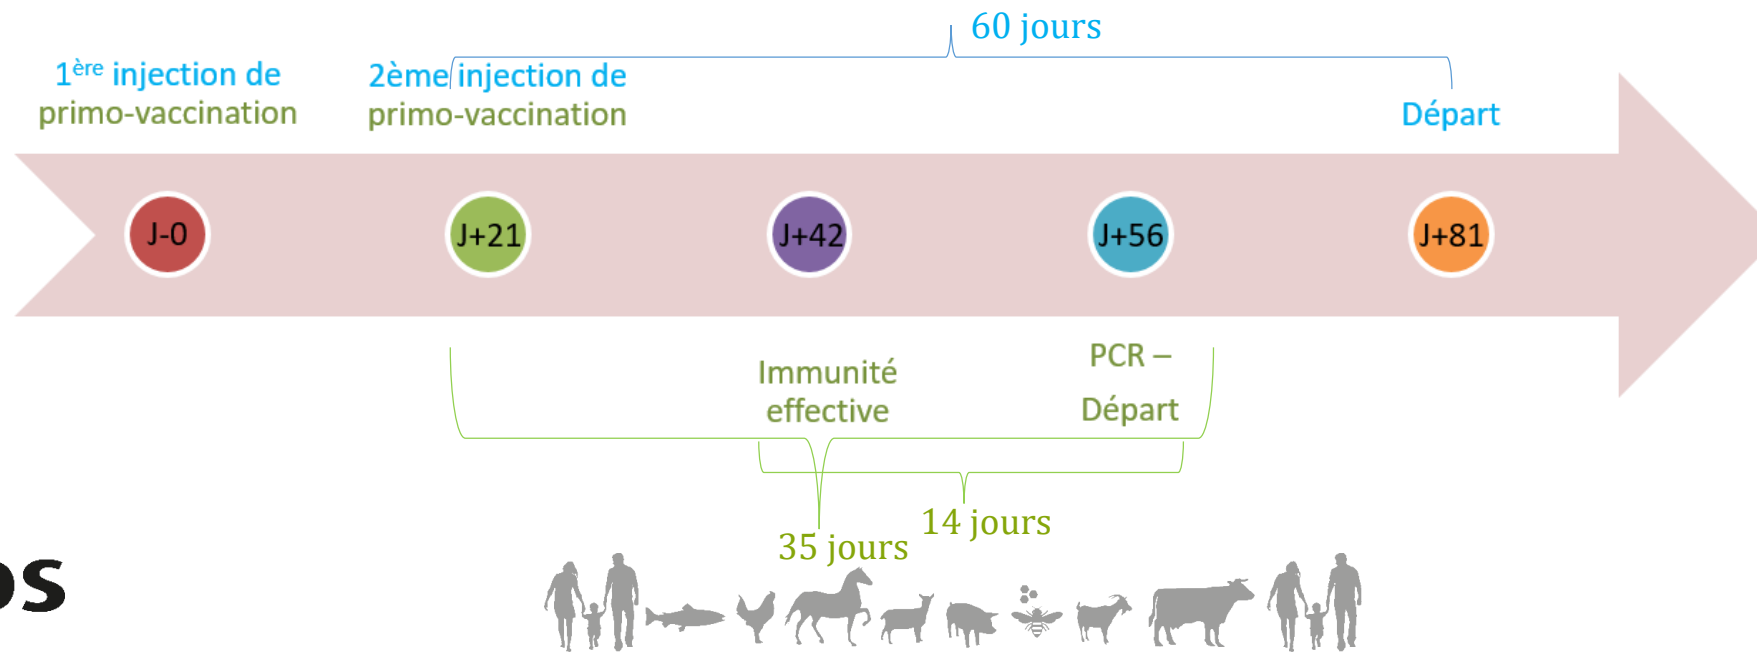 60 jours
1ère injection de
primo-vaccination
2ème injection de
primo-vaccination
Départ
J-0
J+21
J+42
J+56
J+81
Immunité
effective
PCR –
Départ
14 jours
35 jours
os